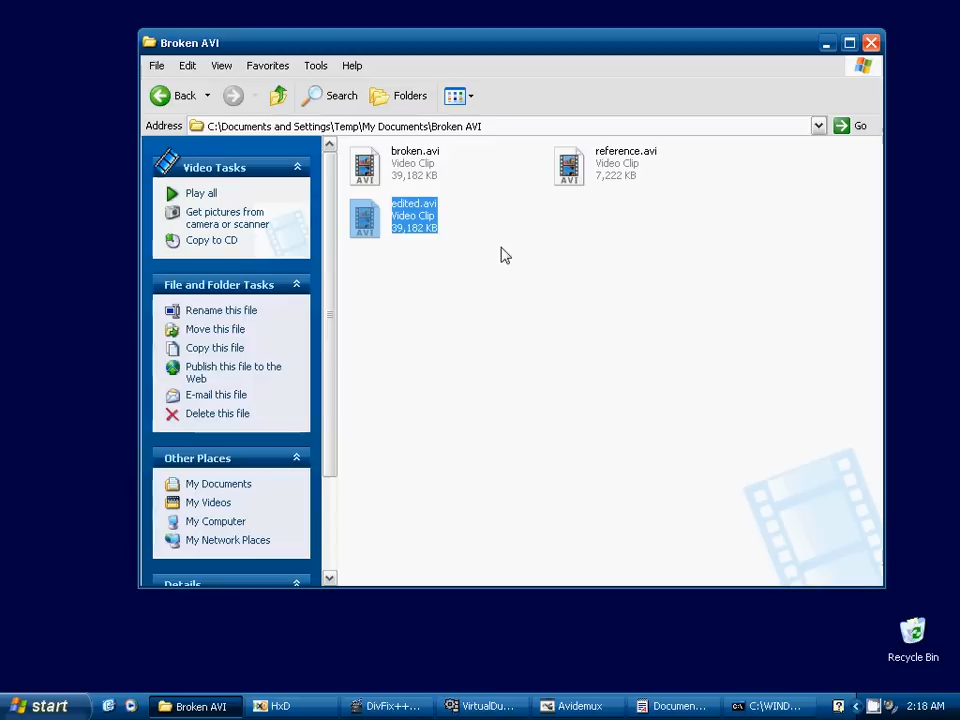 Broken AVI
File Edit View Favorites Tools Help
Back Search Folders
Address C:\Documents and Settings\Temp\My Documents\Broken AVI Go
Video Tasks
Play all
Get pictures from
camera or scanner
Copy to CD
File and Folder Tasks
Rename this file
Move this file
Copy this file
Publish this file to the
Web
E-mail this file
Delete this file
Other Places
My Documents
My Videos
My Computer
My Network Places
Details
AVI
broken.avi
Video Clip
39,182 KB
AVI
reference.avi
Video Clip
7,222 KB
AVI
edited.avi
Video Clip
39,182 KB
Recycle Bin
start Broken AVI HxD DivFix++... VirtualDu... Avidemux Documen... C:\WIND... 2:18 AM